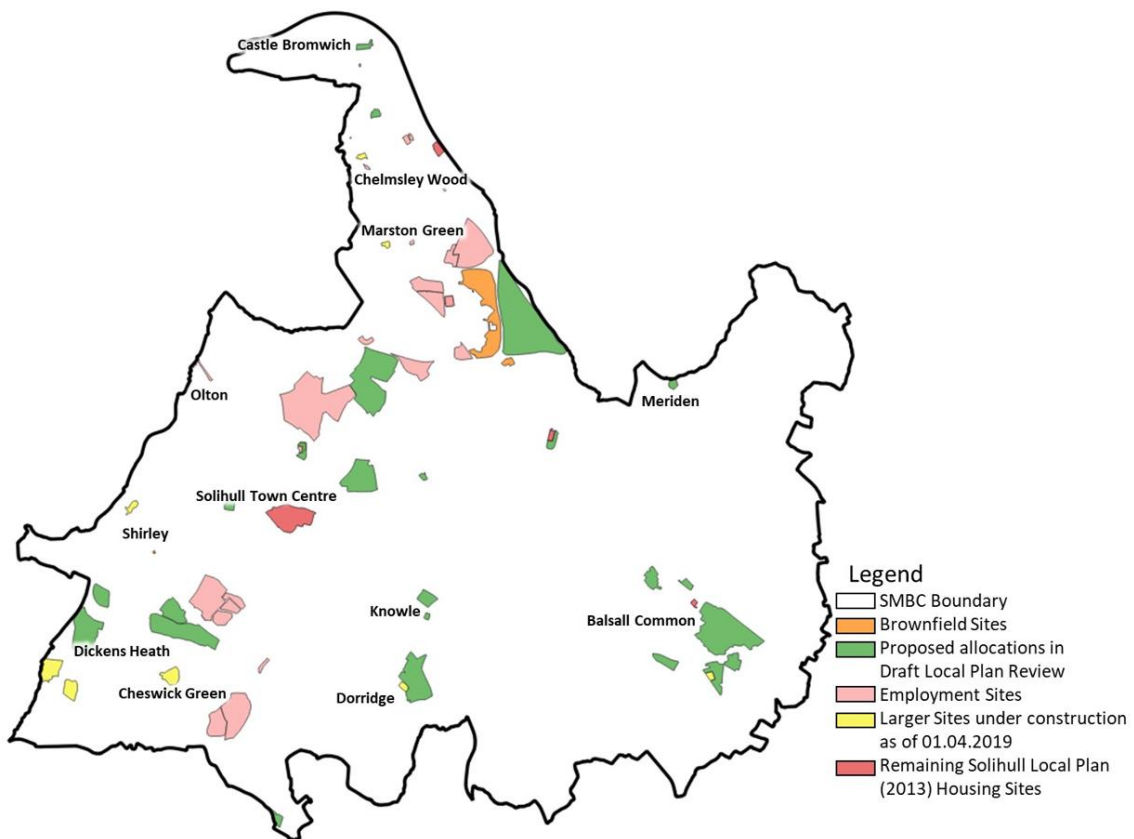 Castle Bromwich
Chelmsley Wood
Marston Green
Olton
Meriden
Solihull Town Centre
Shirley
Knowle
Balsall Common
Dickens Heath
Cheswick Green
Dorridge
Legend
SMBC Boundary
Brownfield Sites
Proposed allocations in
Draft Local Plan Review
Employment Sites
Larger Sites under construction
as of 01.04.2019
Remaining Solihull Local Plan
(2013) Housing Sites